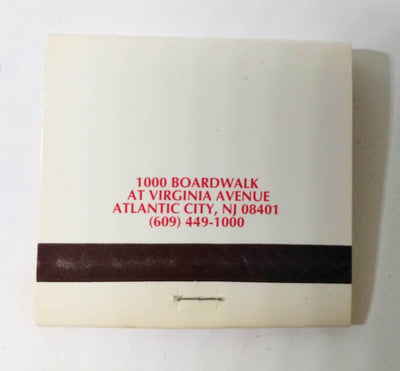 1000 BOARDWALK
AT VIRGINIA AVENUE
ATLANTIC CITY, NJ 08401
(609) 449-1000